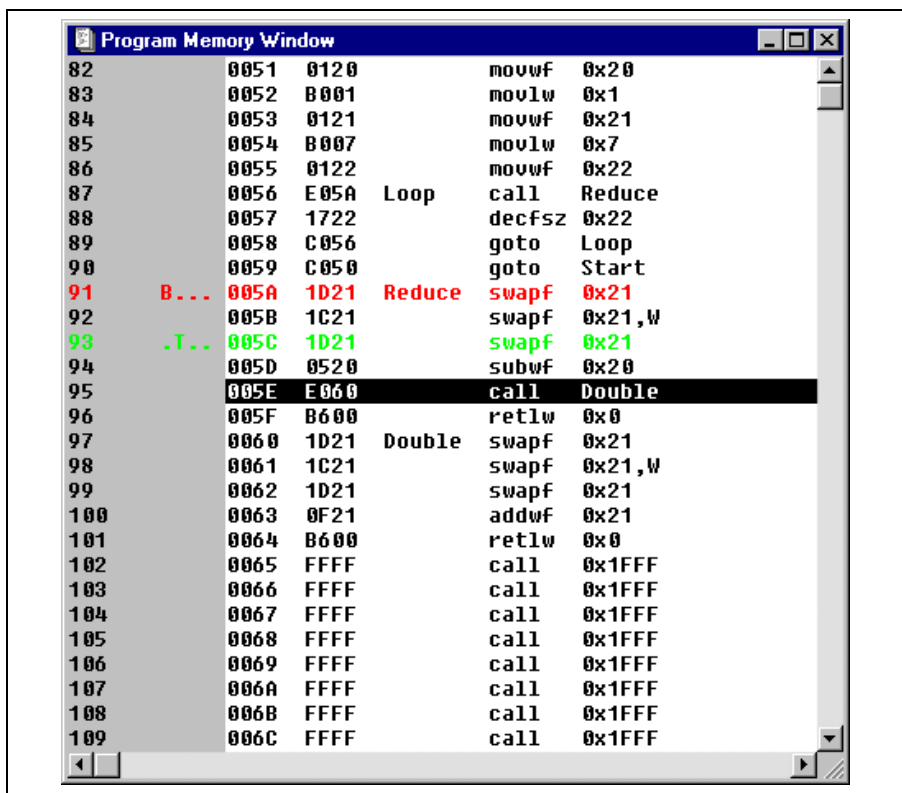 Program Memory Window
82 0051 0120 movwf 0x20
83 0052 B001 movlw 0x1
84 0053 0121 movwf 0x21
85 0054 B007 movlw 0x7
86 0055 0122 movwf 0x22
87 0056 E05A Loop call Reduce
88 0057 1722 decfsz 0x22
89 0058 C056 goto Loop
90 0059 C050 goto Start
91 B... 005A 1D21 Reduce swapf 0x21
92 005B 1C21 swapf 0x21,W
93 .T.. 005C 1D21 swapf 0x21
94 005D 0520 subwf 0x20
95 005E E060 call Double
96 005F B600 retlw 0x0
97 0060 1D21 Double swapf 0x21
98 0061 1C21 swapf 0x21,W
99 0062 1D21 swapf 0x21
100 0063 0F21 addwf 0x21
101 0064 B600 retlw 0x0
102 0065 FFFF call 0x1FFF
103 0066 FFFF call 0x1FFF
104 0067 FFFF call 0x1FFF
105 0068 FFFF call 0x1FFF
106 0069 FFFF call 0x1FFF
107 006A FFFF call 0x1FFF
108 006B FFFF call 0x1FFF
109 006C FFFF call 0x1FFF